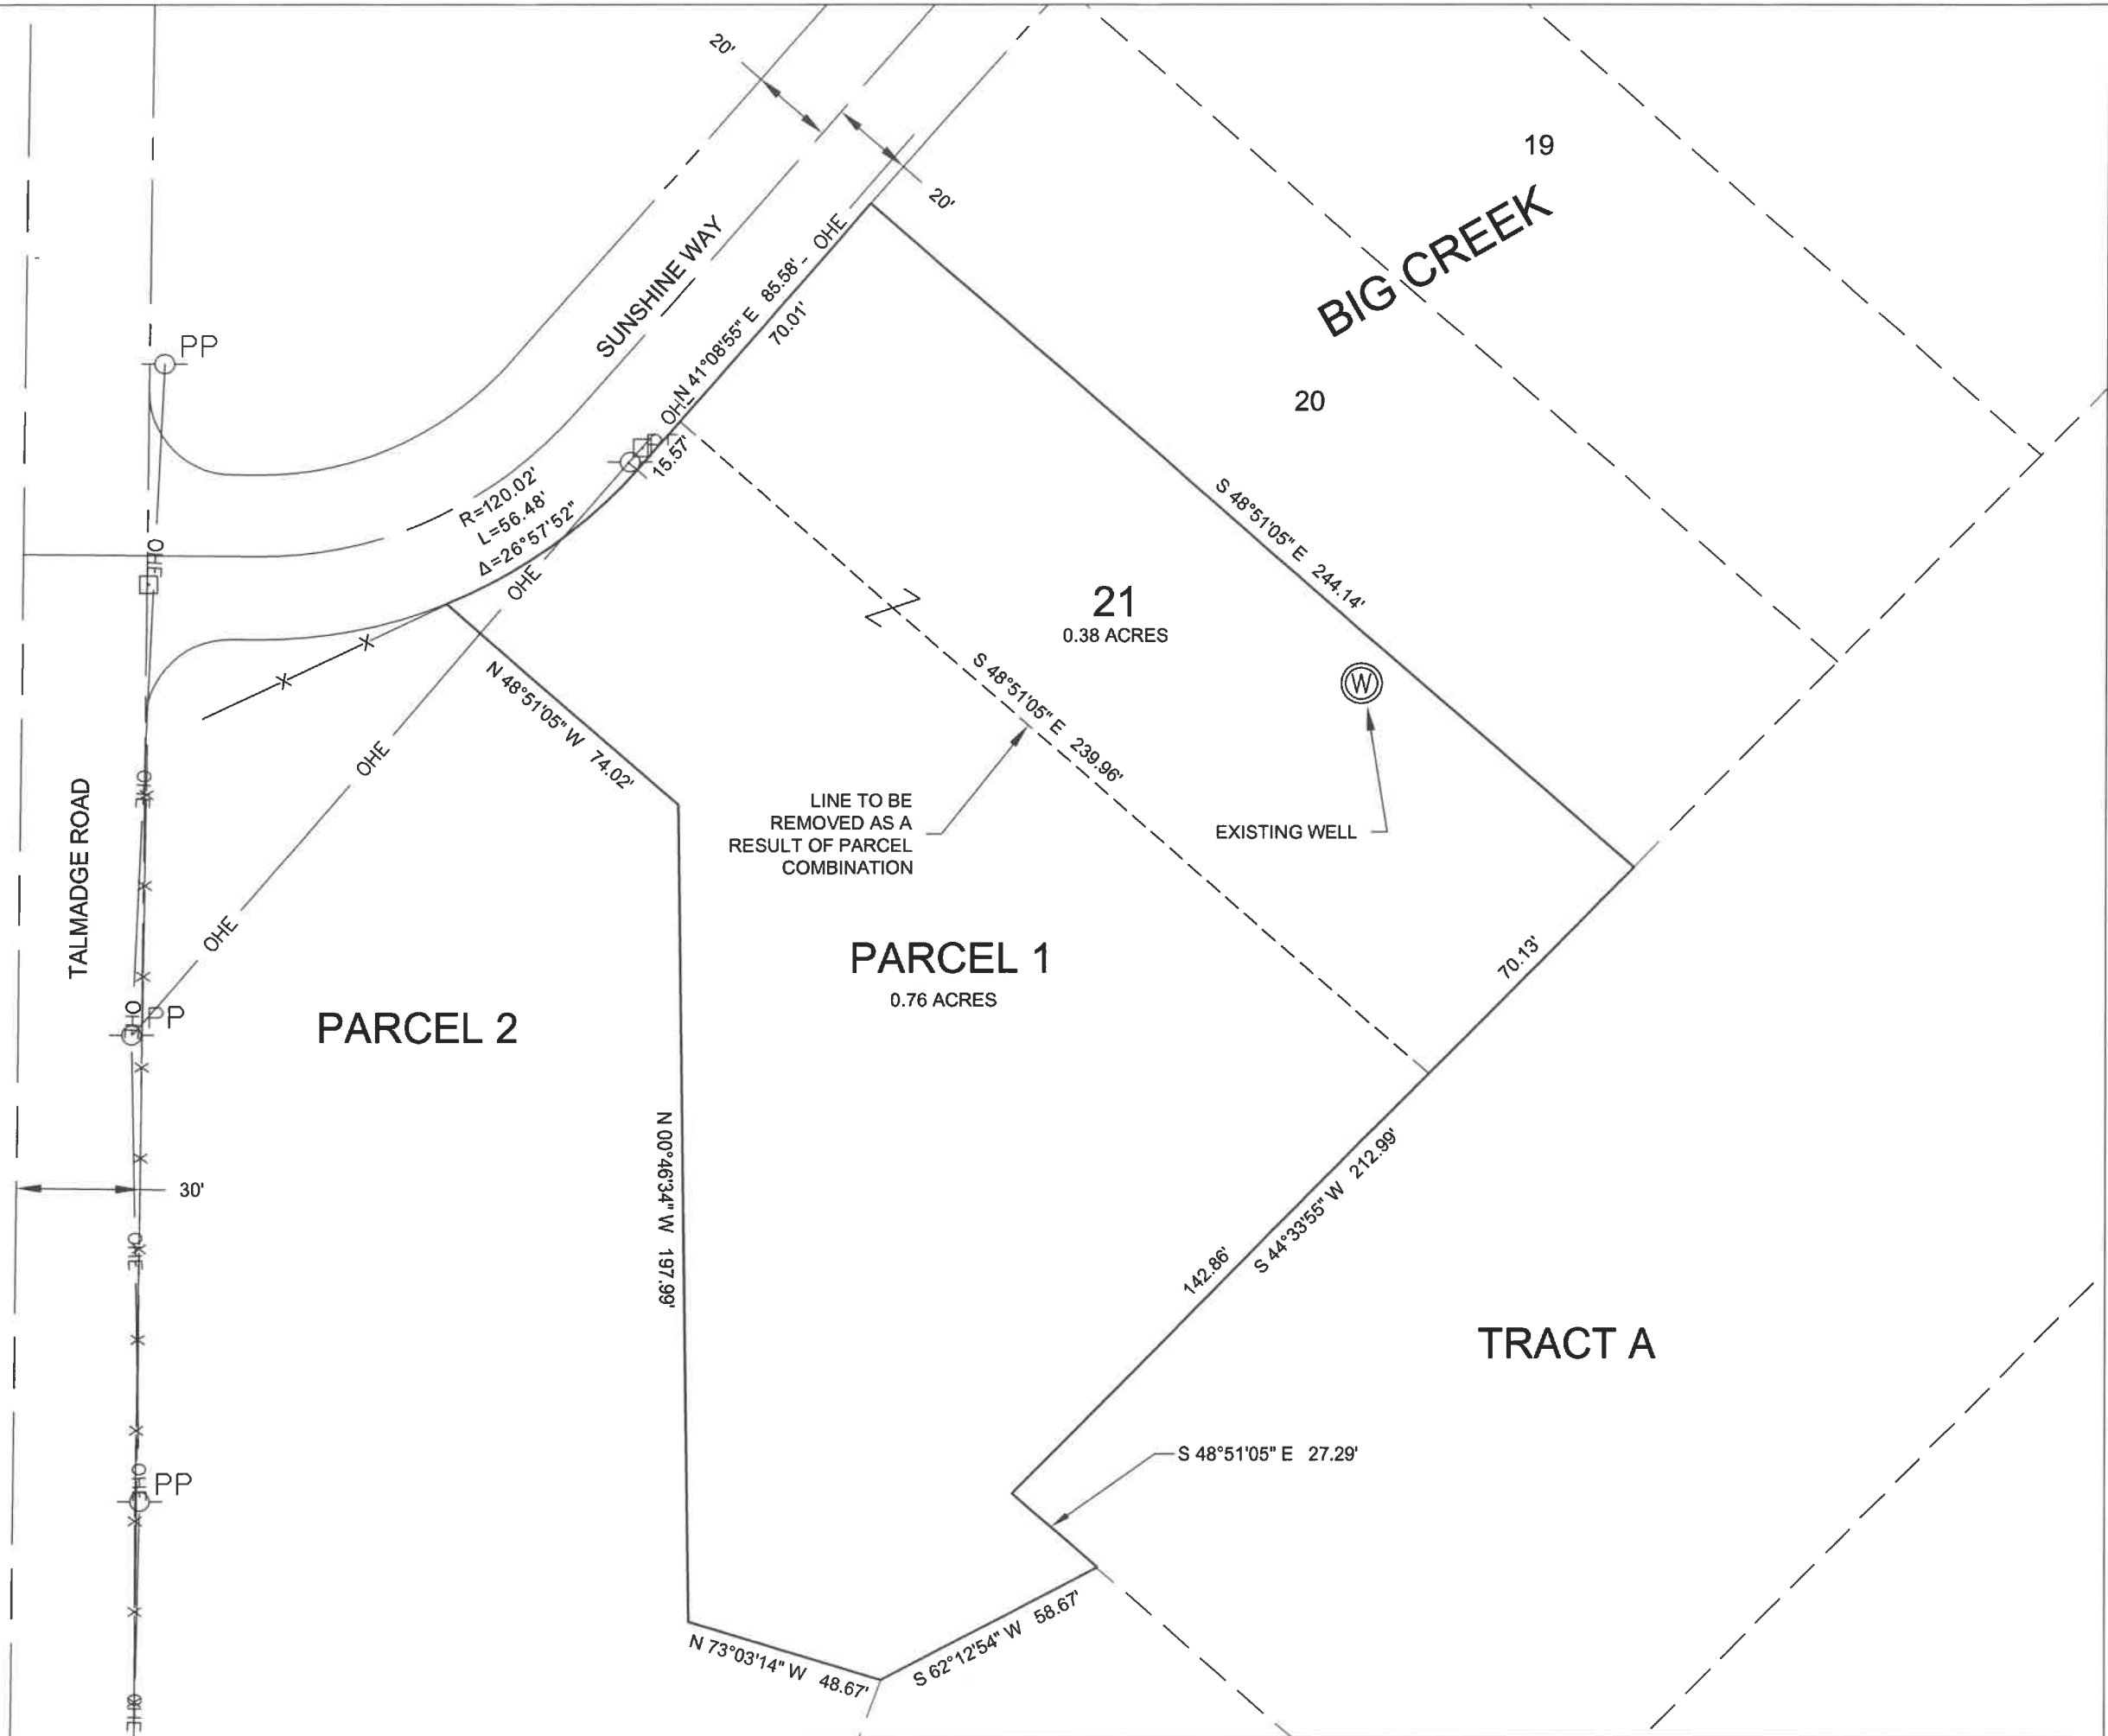 20'
20'
19
BIG CREEK
SUNSHINE WAY
N 41°08'55" E 85.58'
OHE
70.01'
PP
20
15.57'
R=120.02'
L=56.48'
Δ=26°57'52"
OHE
OHE
S 48°51'05" E 244.14'
21
0.38 ACRES
W
N 48°51'05" W 74.02'
S 48°51'05" E 239.96'
OHE
TALMADGE ROAD
LINE TO BE
REMOVED AS A
RESULT OF PARCEL
COMBINATION
EXISTING WELL
OHE
PARCEL 1
0.76 ACRES
70.13'
PP
PARCEL 2
N 00°46'34" W 197.99'
30'
S 44°33'55" W 212.99'
142.86'
TRACT A
S 48°51'05" E 27.29'
OHE
PP
N 73°03'14" W 48.67'
S 62°12'54" W 58.67'